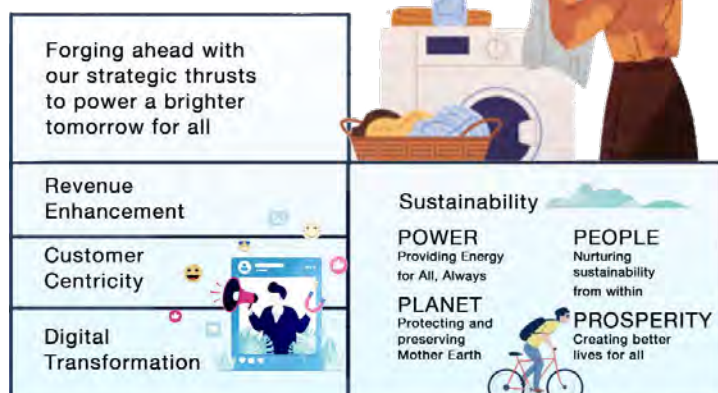 Forging ahead with
our strategic thrusts
to power a brighter
tomorrow for all
Revenue
Enhancement
Customer
Centricity
Digital
Transformation
Sustainability
POWER
Providing Energy
for All, Always
PEOPLE
Nurturing
sustainability
from within
PLANET
Protecting and
preserving
Mother Earth
PROSPERITY
Creating better
lives for all